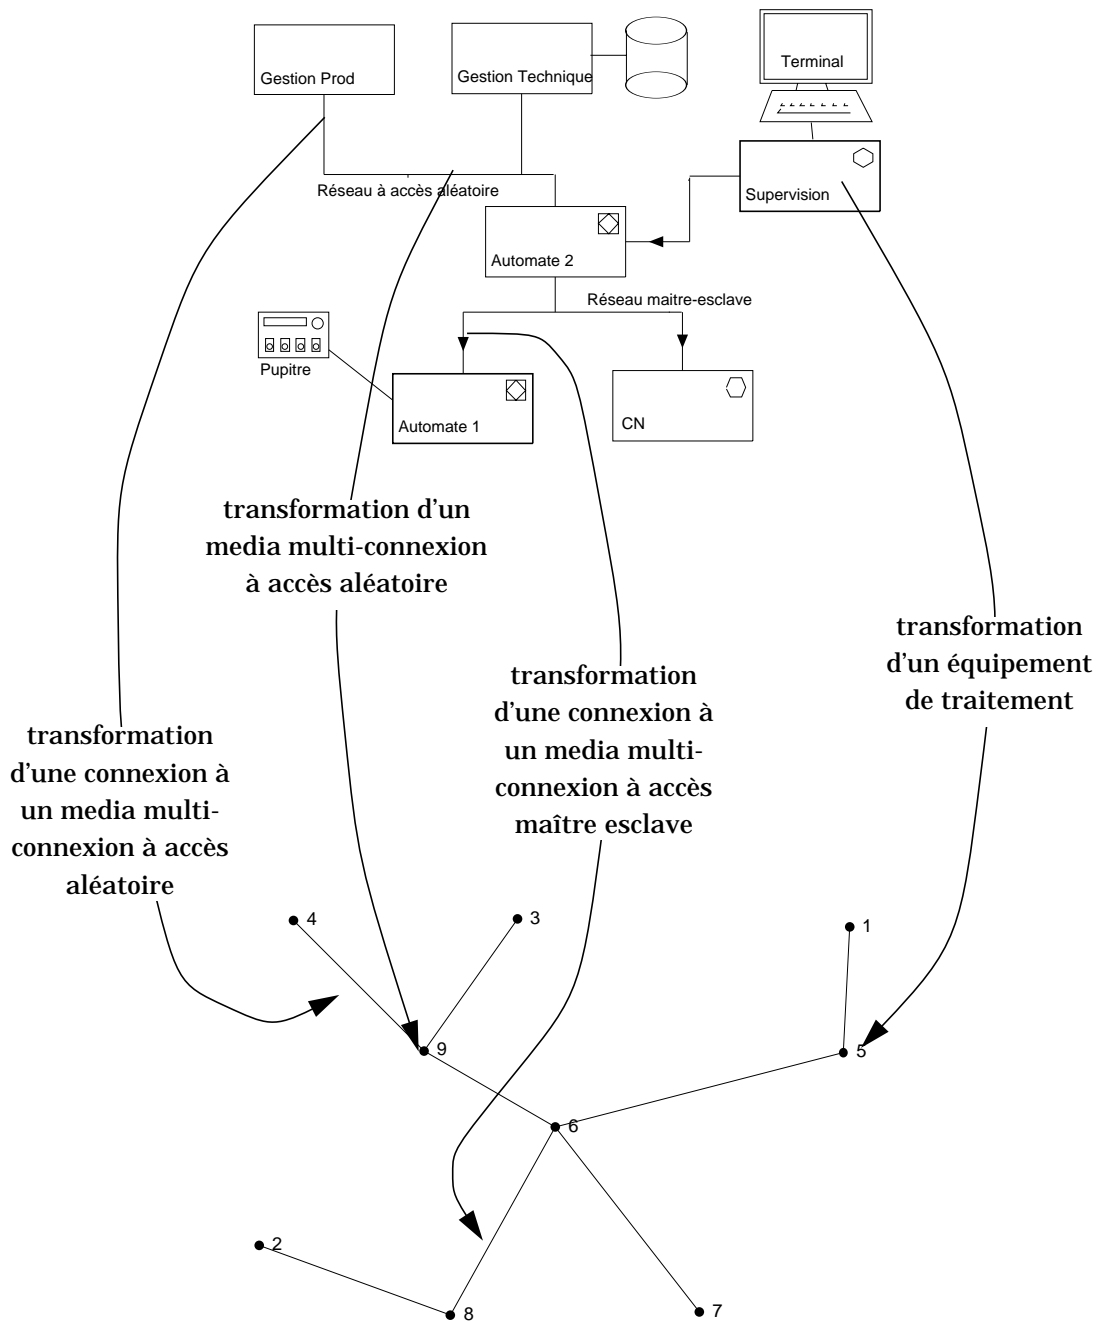 Gestion Prod
Gestion Technique
Terminal
Réseau à accès aléatoire
Supervision
Automate 2
Réseau maitre-esclave
Pupitre
Automate 1
CN
transformation d'un
media multi-connexion
à accès aléatoire
transformation
d'un équipement
de traitement
transformation
d'une connexion à
un media multi-
connexion à accès
maître esclave
transformation
d'une connexion à
un media multi-
connexion à accès
aléatoire
4
3
1
9
5
6
2
8
7